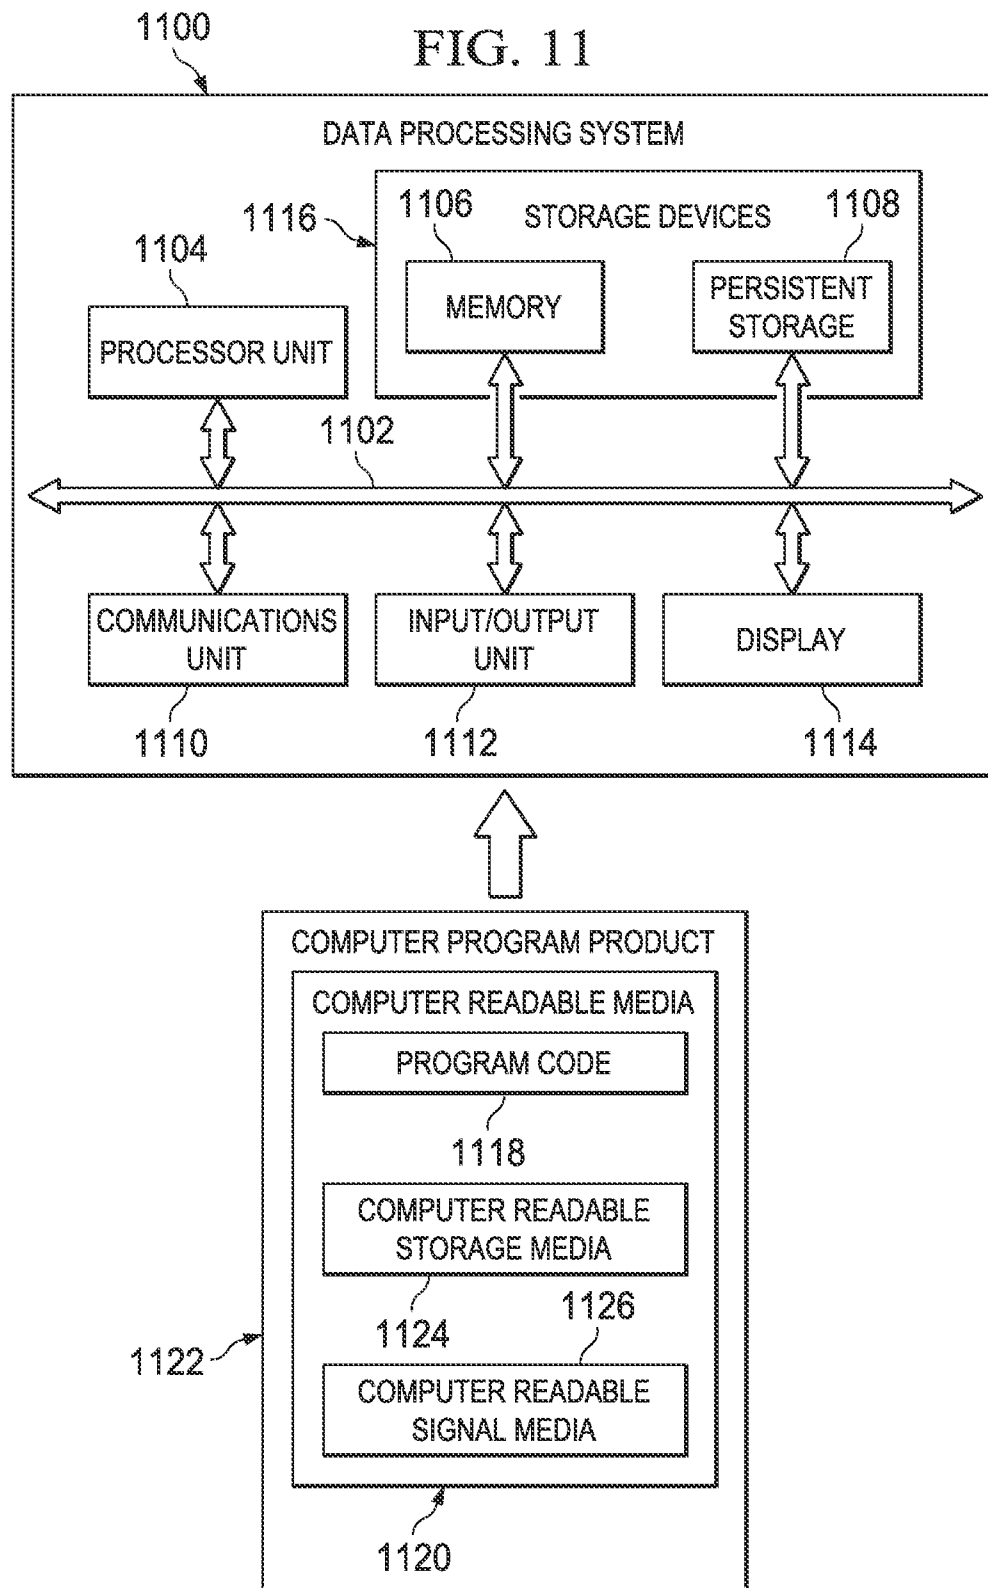 1100
FIG. 11
DATA PROCESSING SYSTEM
1116
1106
STORAGE DEVICES
1108
1104
MEMORY
PERSISTENT
STORAGE
PROCESSOR UNIT
1102
COMMUNICATIONS
UNIT
INPUT/OUTPUT
UNIT
DISPLAY
1110
1112
1114
COMPUTER PROGRAM PRODUCT
COMPUTER READABLE MEDIA
PROGRAM CODE
1118
COMPUTER READABLE
STORAGE MEDIA
1124
1126
1122
COMPUTER READABLE
SIGNAL MEDIA
1120